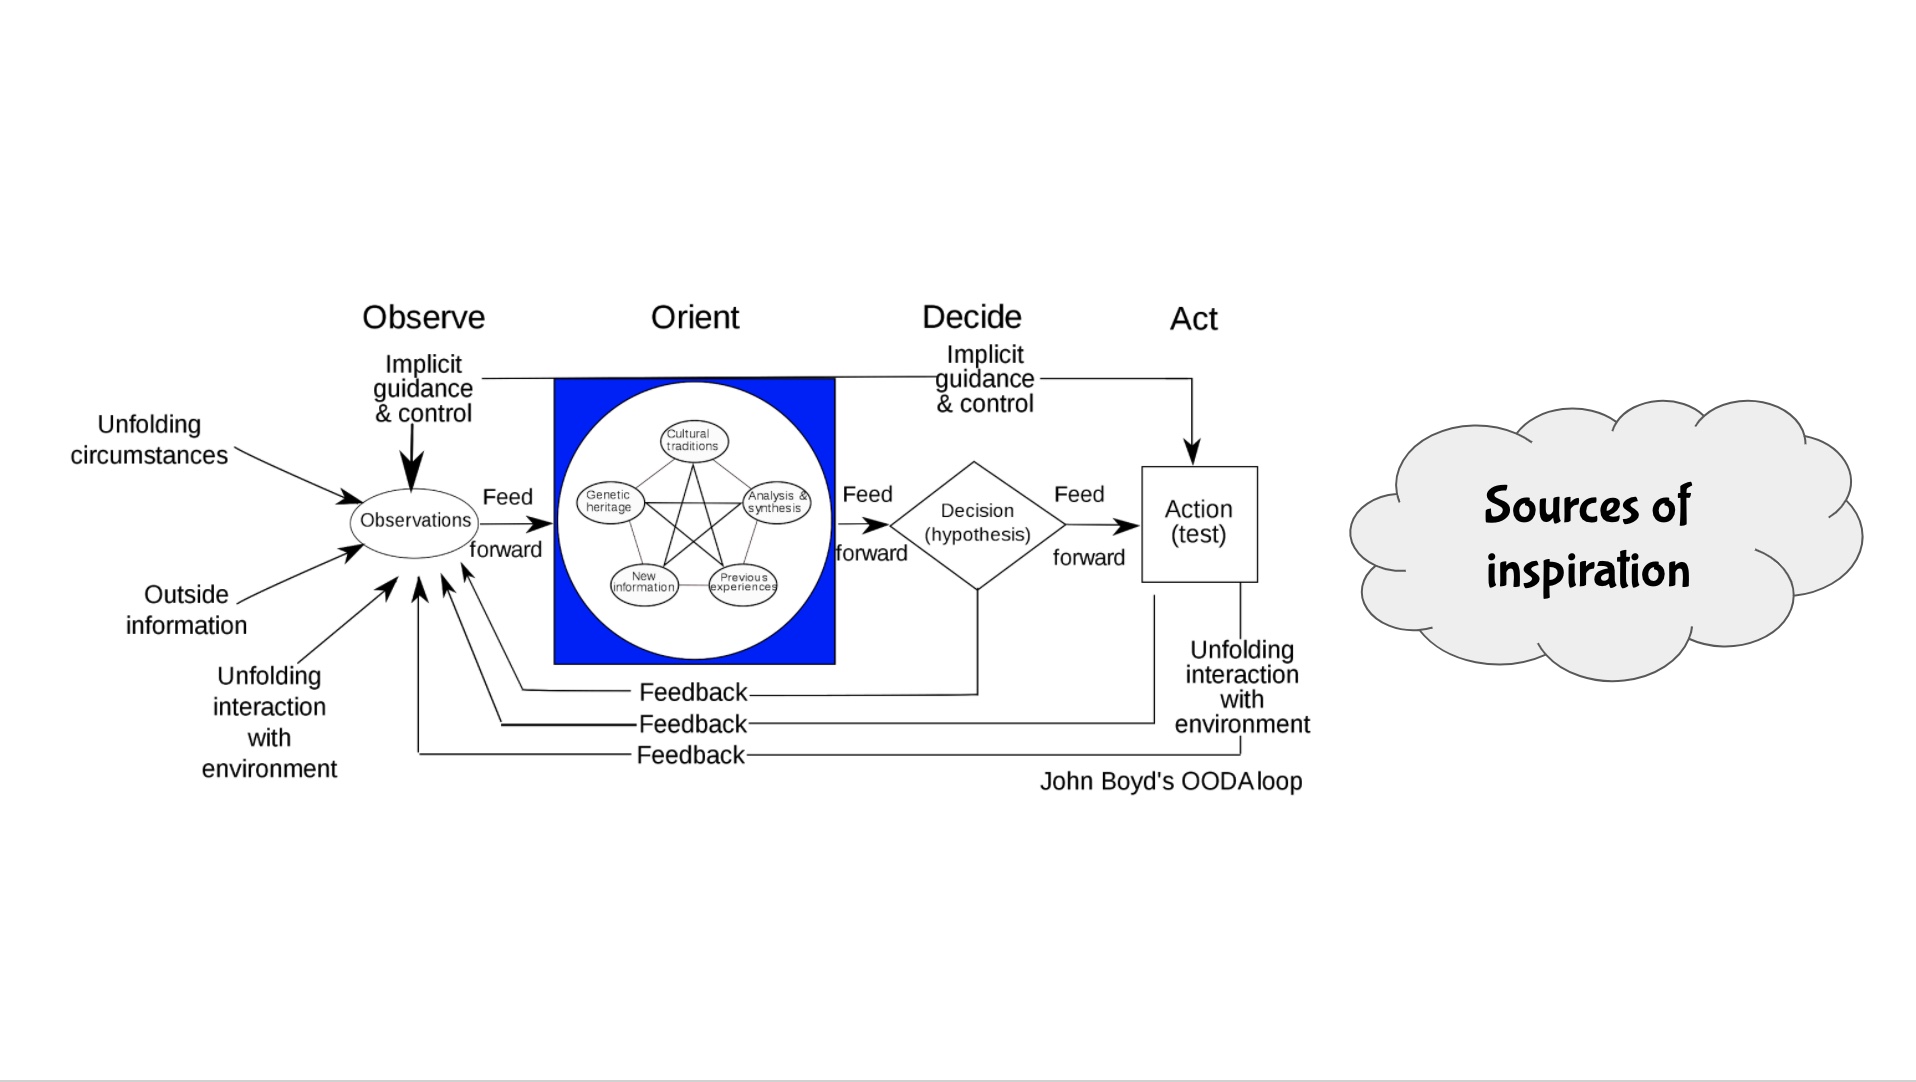 Observe
Orient
Decide
Act
Implicit
guidance
& control
Implicit
guidance
& control
Unfolding
circumstances
Observations
Feed
forward
Cultural
traditions
Genetic
heritage
Analysis &
synthesis
New
information
Previous
experiences
Feed
forward
Decision
(hypothesis)
Feed
forward
Action
(test)
Outside
information
Unfolding
interaction
with
environment
Unfolding
interaction
with
environment
Feedback
Feedback
Feedback
John Boyd's OODA loop
Sources of
inspiration